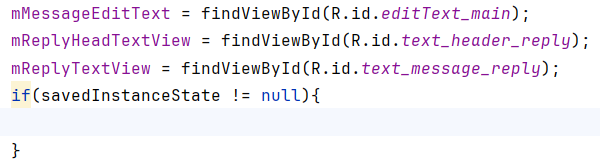 mMessageEditText = findViewById(R.id.editText_main);
mReplyHeadTextView = findViewById(R.id.text_header_reply);
mReplyTextView = findViewById(R.id.text_message_reply);
if(savedInstanceState != null){
}